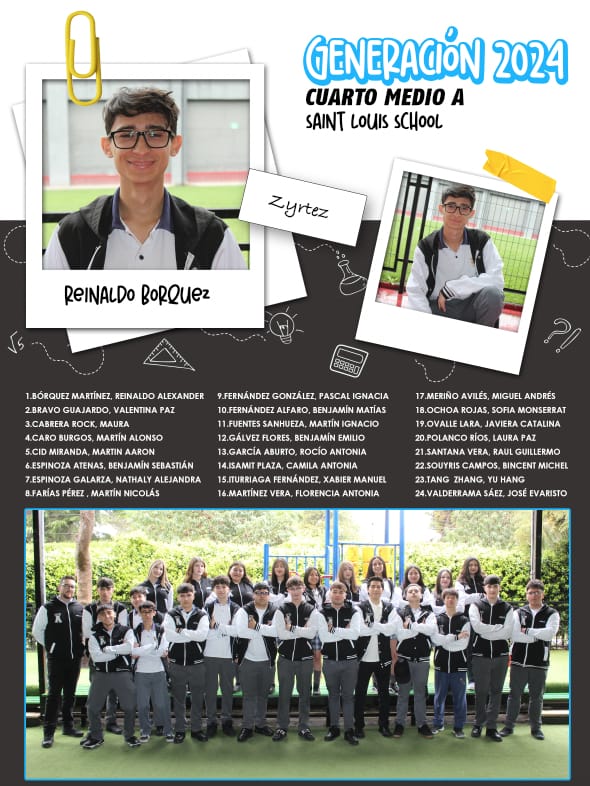 GENERACIÓN 2024
CUARTO MEDIO A
SAINT LOUIS SCHOOL
Zyrtez
REINALDO BORQUEZ
√5
?!
1.BÓRQUEZ MARTÍNEZ, REINALDO ALEXANDER
2.BRAVO GUAJARDO, VALENTINA PAZ
3.CABRERA ROCK, MAURA
4.CARO BURGOS, MARTÍN ALONSO
5.CID MIRANDA, MARTIN AARON
6.ESPINOZA ATENAS, BENJAMÍN SEBASTIÁN
7.ESPINOZA GALARZA, NATHALY ALEJANDRA
8.FARÍAS PÉREZ , MARTÍN NICOLÁS
9.FERNÁNDEZ GONZÁLEZ, PASCAL IGNACIA
10.FERNÁNDEZ ALFARO, BENJAMÍN MATÍAS
11.FUENTES SANHUEZA, MARTÍN IGNACIO
12.GÁLVEZ FLORES, BENJAMÍN EMILIO
13.GARCÍA ABURTO, ROCÍO ANTONIA
14.ISAMIT PLAZA, CAMILA ANTONIA
15.ITURRIAGA FERNÁNDEZ, XABIER MANUEL
16.MARTÍNEZ VERA, FLORENCIA ANTONIA
17.MERIÑO AVILÉS, MIGUEL ANDRÉS
18.OCHOA ROJAS, SOFIA MONSERRAT
19.OVALLE LARA, JAVIERA CATALINA
20.POLANCO RÍOS, LAURA PAZ
21.SANTANA VERA, RAUL GUILLERMO
22.SOUYRIS CAMPOS, BINCENT MICHEL
23.TANG ZHANG, YU HANG
24.VALDERRAMA SÁEZ, JOSÉ EVARISTO